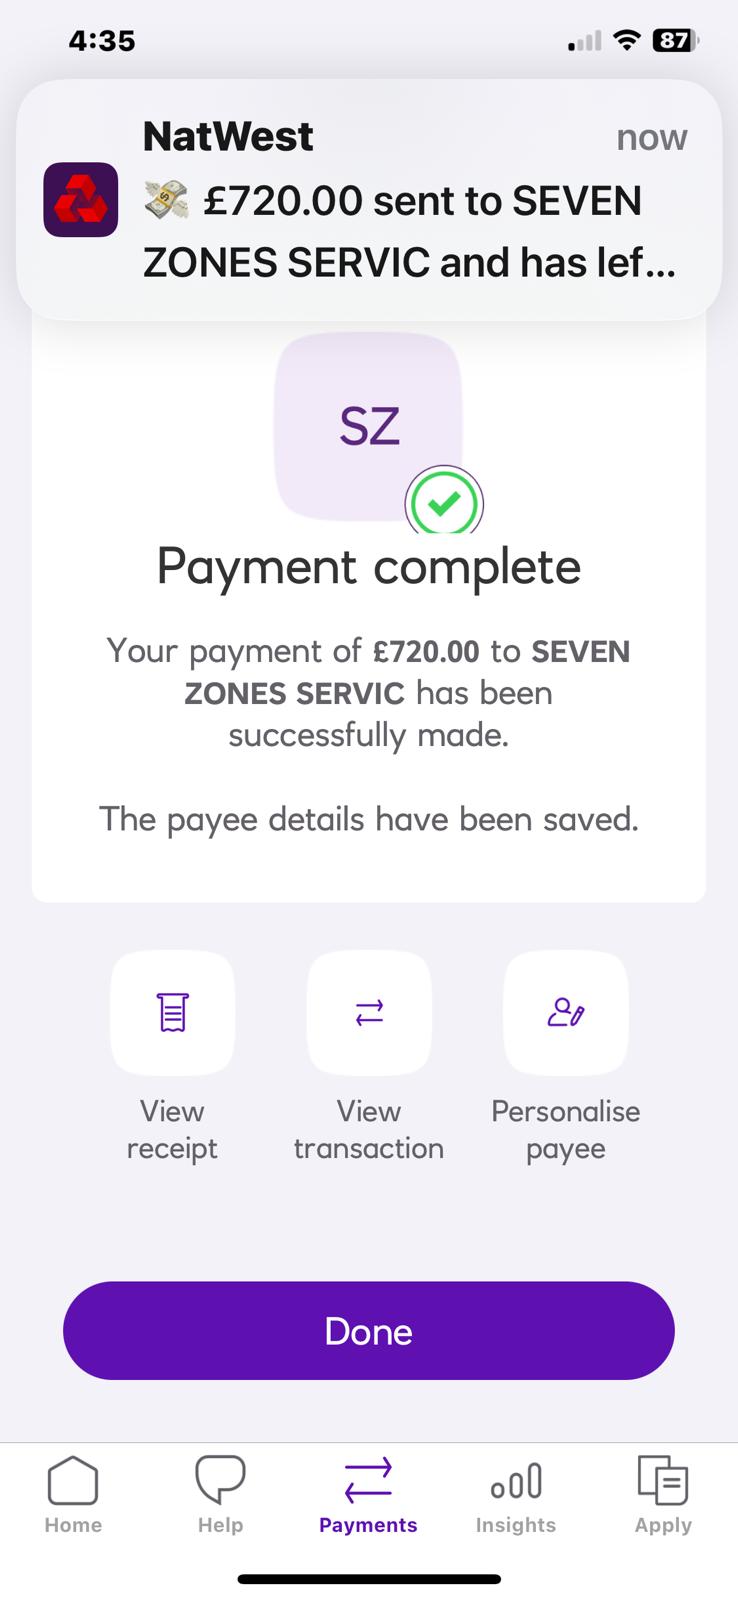 4:35
87
NatWest
now
💸 £720.00 sent to SEVEN
ZONES SERVIC and has lef...
SZ
Payment complete
Your payment of £720.00 to SEVEN
ZONES SERVIC has been
successfully made.
The payee details have been saved.
View
receipt
View
transaction
Personalise
payee
Done
Home
Help
Payments
Insights
Apply